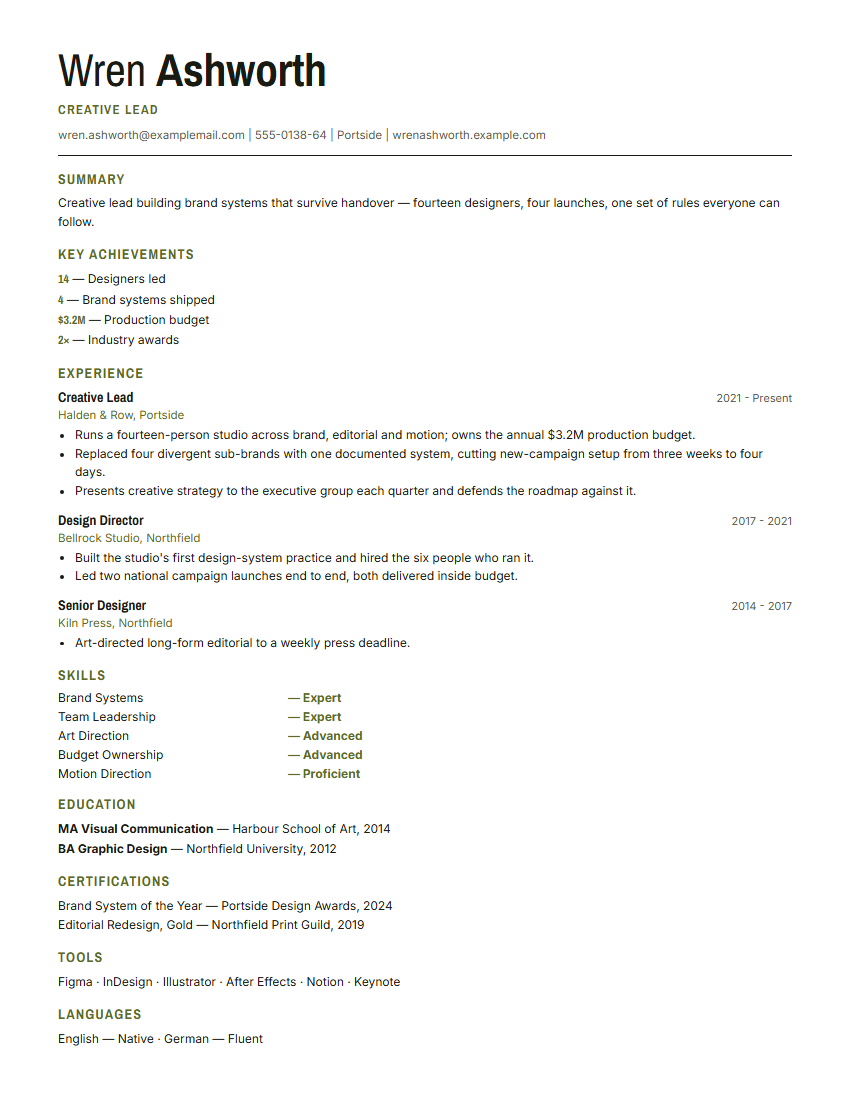 Wren Ashworth
CREATIVE LEAD
wren.ashworth@examplemail.com | 555-0138-64 | Portside | wrenashworth.example.com
SUMMARY
Creative lead building brand systems that survive handover — fourteen designers, four launches, one set of rules everyone can
follow.
KEY ACHIEVEMENTS
14 — Designers led
4 — Brand systems shipped
$3.2M — Production budget
2× — Industry awards
EXPERIENCE
Creative Lead 2021 - Present
Halden & Row, Portside
• Runs a fourteen-person studio across brand, editorial and motion; owns the annual $3.2M production budget.
• Replaced four divergent sub-brands with one documented system, cutting new-campaign setup from three weeks to four
days.
• Presents creative strategy to the executive group each quarter and defends the roadmap against it.
Design Director 2017 - 2021
Bellrock Studio, Northfield
• Built the studio's first design-system practice and hired the six people who ran it.
• Led two national campaign launches end to end, both delivered inside budget.
Senior Designer 2014 - 2017
Kiln Press, Northfield
• Art-directed long-form editorial to a weekly press deadline.
SKILLS
Brand Systems — Expert
Team Leadership — Expert
Art Direction — Advanced
Budget Ownership — Advanced
Motion Direction — Proficient
EDUCATION
MA Visual Communication — Harbour School of Art, 2014
BA Graphic Design — Northfield University, 2012
CERTIFICATIONS
Brand System of the Year — Portside Design Awards, 2024
Editorial Redesign, Gold — Northfield Print Guild, 2019
TOOLS
Figma · InDesign · Illustrator · After Effects · Notion · Keynote
LANGUAGES
English — Native · German — Fluent